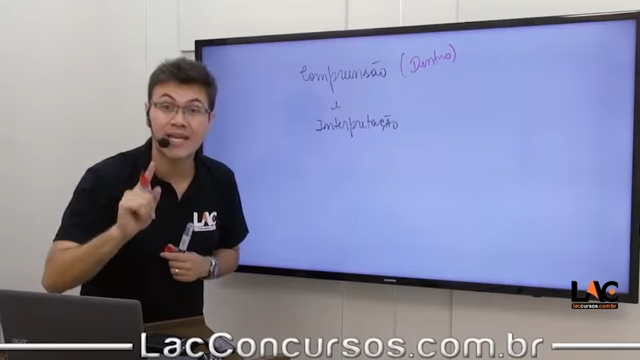 Compreensão (Dentro)
e
Interpretação
LAC
LAC
laccursos.com.br
LacConcursos.com.br